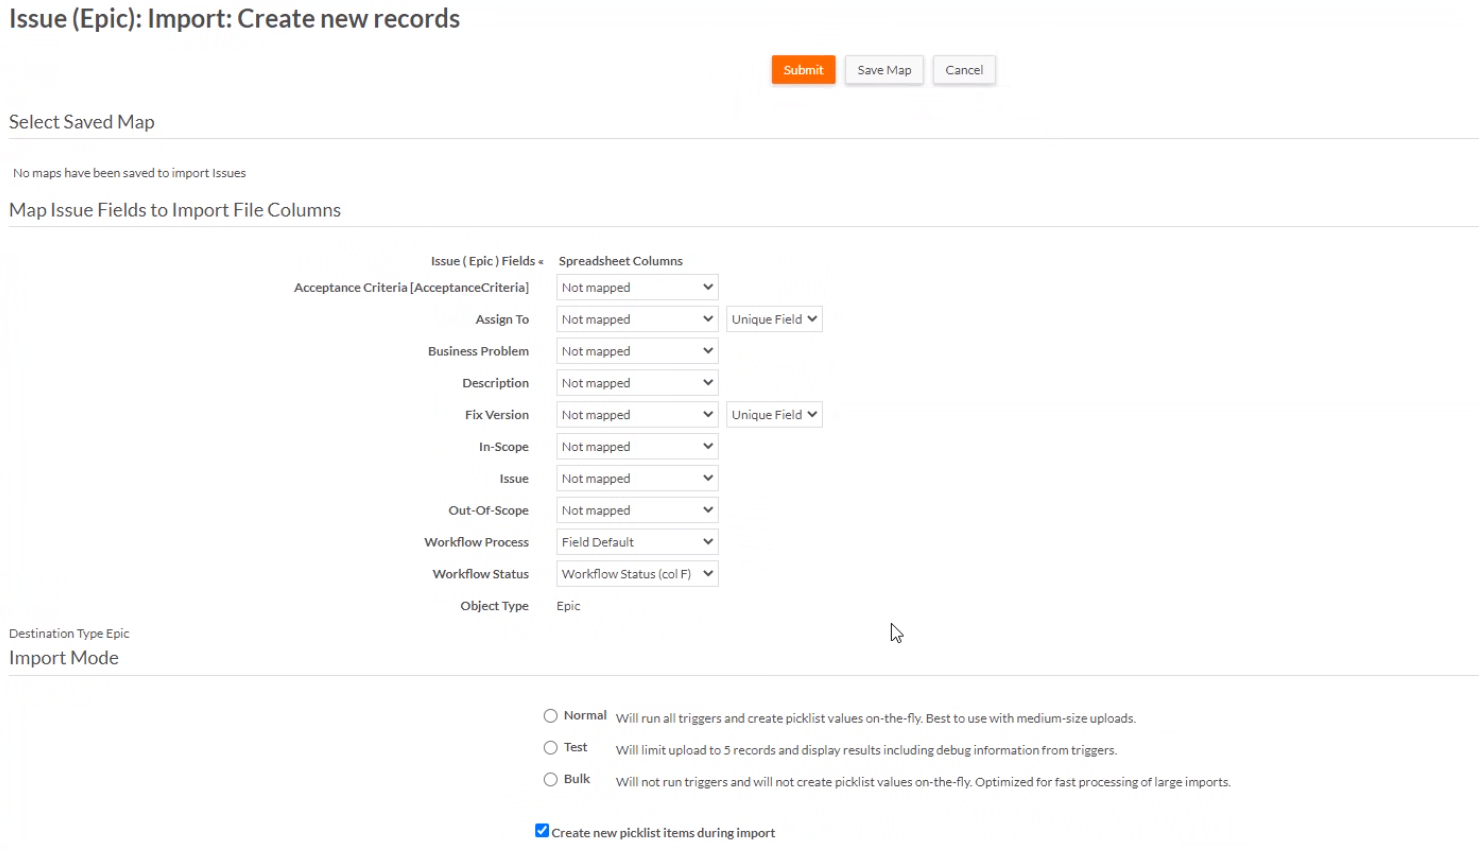 Issue (Epic): Import: Create new records
Submit Save Map Cancel
Select Saved Map
No maps have been saved to import Issues
Map Issue Fields to Import File Columns
Issue ( Epic ) Fields « Spreadsheet Columns
Acceptance Criteria [AcceptanceCriteria] Not mapped
Assign To Not mapped Unique Field
Business Problem Not mapped
Description Not mapped
Fix Version Not mapped Unique Field
In-Scope Not mapped
Issue Not mapped
Out-Of-Scope Not mapped
Workflow Process Field Default
Workflow Status Workflow Status (col F)
Object Type Epic
Destination Type Epic
Import Mode
Normal Will run all triggers and create picklist values on-the-fly. Best to use with medium-size uploads.
Test Will limit upload to 5 records and display results including debug information from triggers.
Bulk Will not run triggers and will not create picklist values on-the-fly. Optimized for fast processing of large imports.
Create new picklist items during import